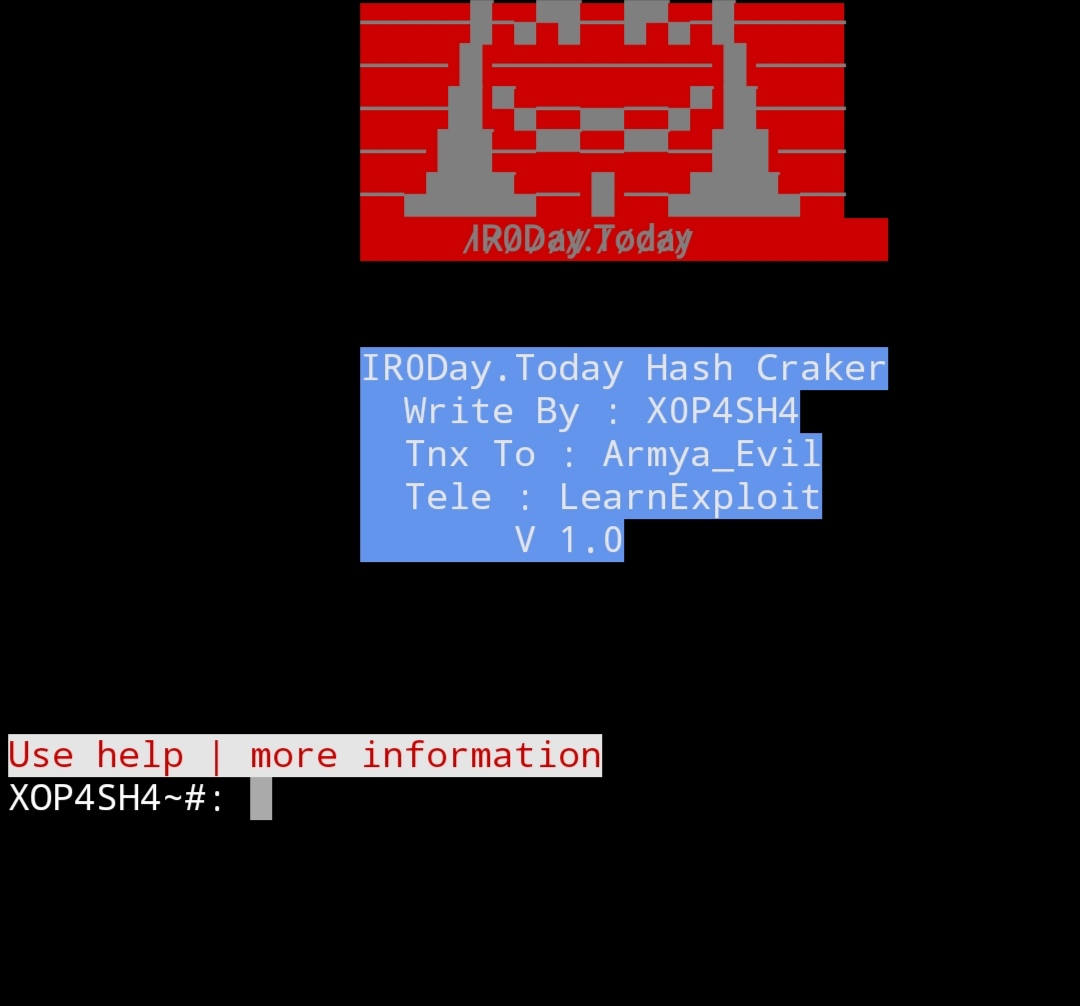 IR0Day.Today
IR0Day.Today Hash Craker
Write By : X0P4SH4
Tnx To : Armya_Evil
Tele : LearnExploit
V 1.0
Use help | more information
XOP4SH4~#: